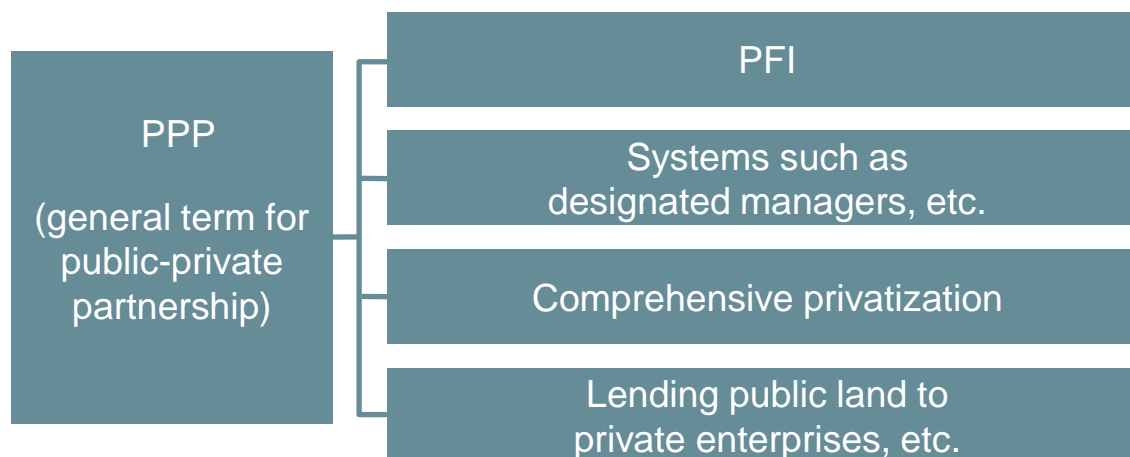 PPP
(general term for
public-private
partnership)
PFI
Systems such as
designated managers, etc.
Comprehensive privatization
Lending public land to
private enterprises, etc.